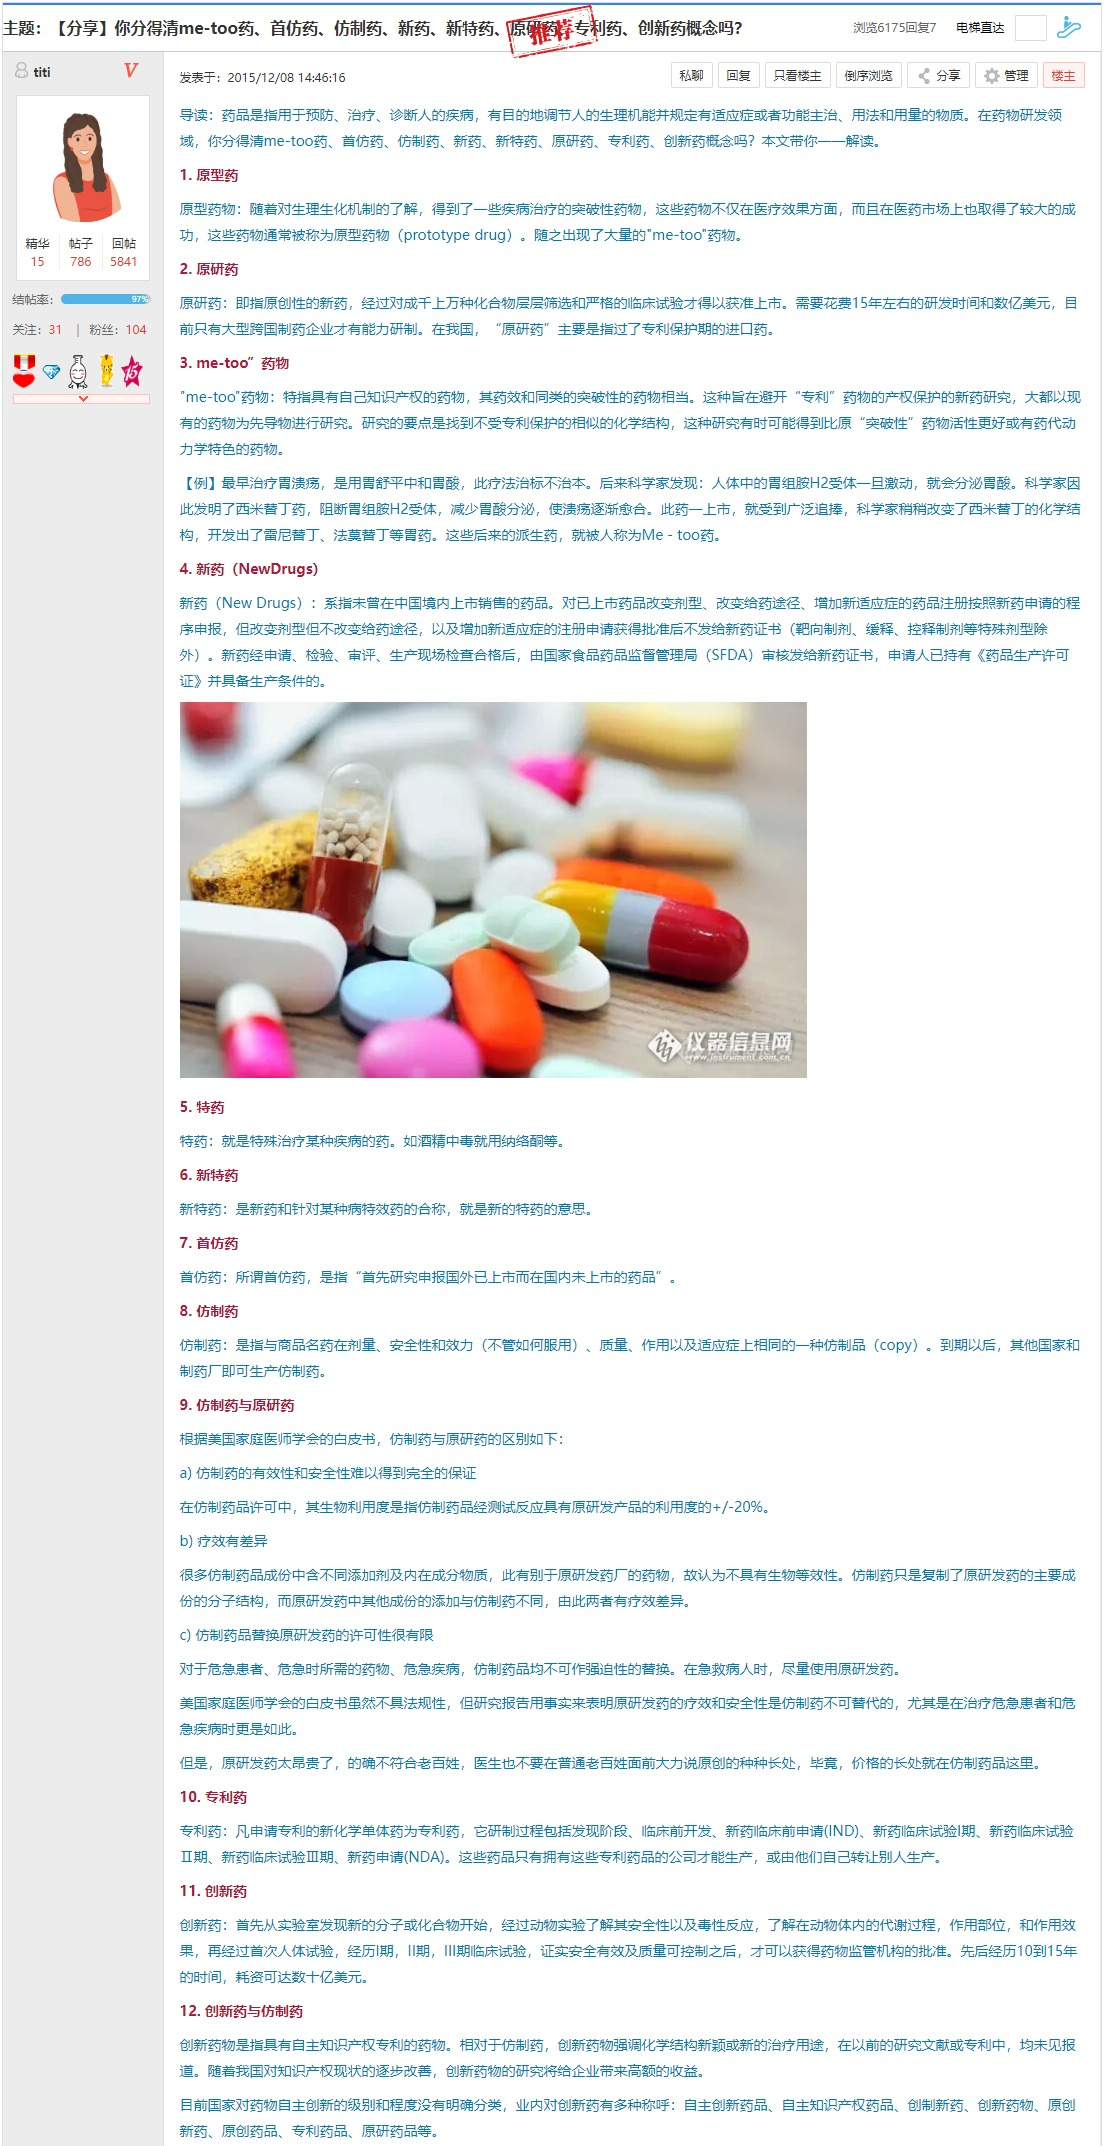 主题：【分享】你分得清me-too药、首仿药、仿制药、新药、新特药、原研药、专利药、创新药概念吗？
推荐
浏览6175回复7
电梯直达
titi
V
发表于：2015/12/08 14:46:16
私聊
回复
只看楼主
倒序浏览
分享
管理
楼主
精华 帖子 回帖
15 786 5841
结帖率： 97%
关注：31 | 粉丝：104
15
导读：药品是指用于预防、治疗、诊断人的疾病，有目的地调节人的生理机能并规定有适应症或者功能主治、用法和用量的物质。在药物研发领
域，你分得清me-too药、首仿药、仿制药、新药、新特药、原研药、专利药、创新药概念吗？本文带你一一解读。
1. 原型药
原型药物：随着对生理生化机制的了解，得到了一些疾病治疗的突破性药物，这些药物不仅在医疗效果方面，而且在医药市场上也取得了较大的成
功，这些药物通常被称为原型药物（prototype drug）。随之出现了大量的"me-too"药物。
2. 原研药
原研药：即指原创性的新药，经过对成千上万种化合物层层筛选和严格的临床试验才得以获准上市。需要花费15年左右的研发时间和数亿美元，目
前只有大型跨国制药企业才有能力研制。在我国，“原研药”主要是指过了专利保护期的进口药。
3. me-too”药物
"me-too"药物：特指具有自己知识产权的药物，其药效和同类的突破性的药物相当。这种旨在避开“专利”药物的产权保护的新药研究，大都以现
有的药物为先导物进行研究。研究的要点是找到不受专利保护的相似的化学结构，这种研究有时可能得到比原“突破性”药物活性更好或有药代动
力学特色的药物。
【例】最早治疗胃溃疡，是用胃舒平中和胃酸，此疗法治标不治本。后来科学家发现：人体中的胃组胺H2受体一旦激动，就会分泌胃酸。科学家因
此发明了西米替丁药，阻断胃组胺H2受体，减少胃酸分泌，使溃疡逐渐愈合。此药一上市，就受到广泛追捧，科学家稍稍改变了西米替丁的化学结
构，开发出了雷尼替丁、法莫替丁等胃药。这些后来的派生药，就被人称为Me - too药。
4. 新药（NewDrugs）
新药（New Drugs）：系指未曾在中国境内上市销售的药品。对已上市药品改变剂型、改变给药途径、增加新适应症的药品注册按照新药申请的程
序申报，但改变剂型但不改变给药途径，以及增加新适应症的注册申请获得批准后不发给新药证书（靶向制剂、缓释、控释制剂等特殊剂型除
外）。新药经申请、检验、审评、生产现场检查合格后，由国家食品药品监督管理局（SFDA）审核发给新药证书，申请人已持有《药品生产许可
证》并具备生产条件的。
仪器信息网
www.instrument.com.cn
5. 特药
特药：就是特殊治疗某种疾病的药。如酒精中毒就用纳络酮等。
6. 新特药
新特药：是新药和针对某种病特效药的合称，就是新的特药的意思。
7. 首仿药
首仿药：所谓首仿药，是指“首先研究申报国外已上市而在国内未上市的药品”。
8. 仿制药
仿制药：是指与商品名药在剂量、安全性和效力（不管如何服用）、质量、作用以及适应症上相同的一种仿制品（copy）。到期以后，其他国家和
制药厂即可生产仿制药。
9. 仿制药与原研药
根据美国家庭医师学会的白皮书，仿制药与原研药的区别如下：
a) 仿制药的有效性和安全性难以得到完全的保证
在仿制药品许可中，其生物利用度是指仿制药品经测试反应具有原研发产品的利用度的+/-20%。
b) 疗效有差异
很多仿制药品成份中含不同添加剂及内在成分物质，此有别于原研发药厂的药物，故认为不具有生物等效性。仿制药只是复制了原研发药的主要成
份的分子结构，而原研发药中其他成份的添加与仿制药不同，由此两者有疗效差异。
c) 仿制药品替换原研发药的许可性很有限
对于危急患者、危急时所需的药物、危急疾病，仿制药品均不可作强迫性的替换。在急救病人时，尽量使用原研发药。
美国家庭医师学会的白皮书虽然不具法规性，但研究报告用事实来表明原研发药的疗效和安全性是仿制药不可替代的，尤其是在治疗危急患者和危
急疾病时更是如此。
但是，原研发药太昂贵了，的确不符合老百姓，医生也不要在普通老百姓面前大力说原创的种种长处，毕竟，价格的长处就在仿制药品这里。
10. 专利药
专利药：凡申请专利的新化学单体药为专利药，它研制过程包括发现阶段、临床前开发、新药临床前申请(IND)、新药临床试验I期、新药临床试验
Ⅱ期、新药临床试验Ⅲ期、新药申请(NDA)。这些药品只有拥有这些专利药品的公司才能生产，或由他们自己转让别人生产。
11. 创新药
创新药：首先从实验室发现新的分子或化合物开始，经过动物实验了解其安全性以及毒性反应，了解在动物体内的代谢过程，作用部位，和作用效
果，再经过首次人体试验，经历I期，II期，III期临床试验，证实安全有效及质量可控制之后，才可以获得药物监管机构的批准。先后经历10到15年
的时间，耗资可达数十亿美元。
12. 创新药与仿制药
创新药物是指具有自主知识产权专利的药物。相对于仿制药，创新药物强调化学结构新颖或新的治疗用途，在以前的研究文献或专利中，均未见报
道。随着我国对知识产权现状的逐步改善，创新药物的研究将给企业带来高额的收益。
目前国家对药物自主创新的级别和程度没有明确分类，业内对创新药有多种称呼：自主创新药品、自主知识产权药品、创制新药、创新药物、原创
新药、原创药品、专利药品、原研药品等。